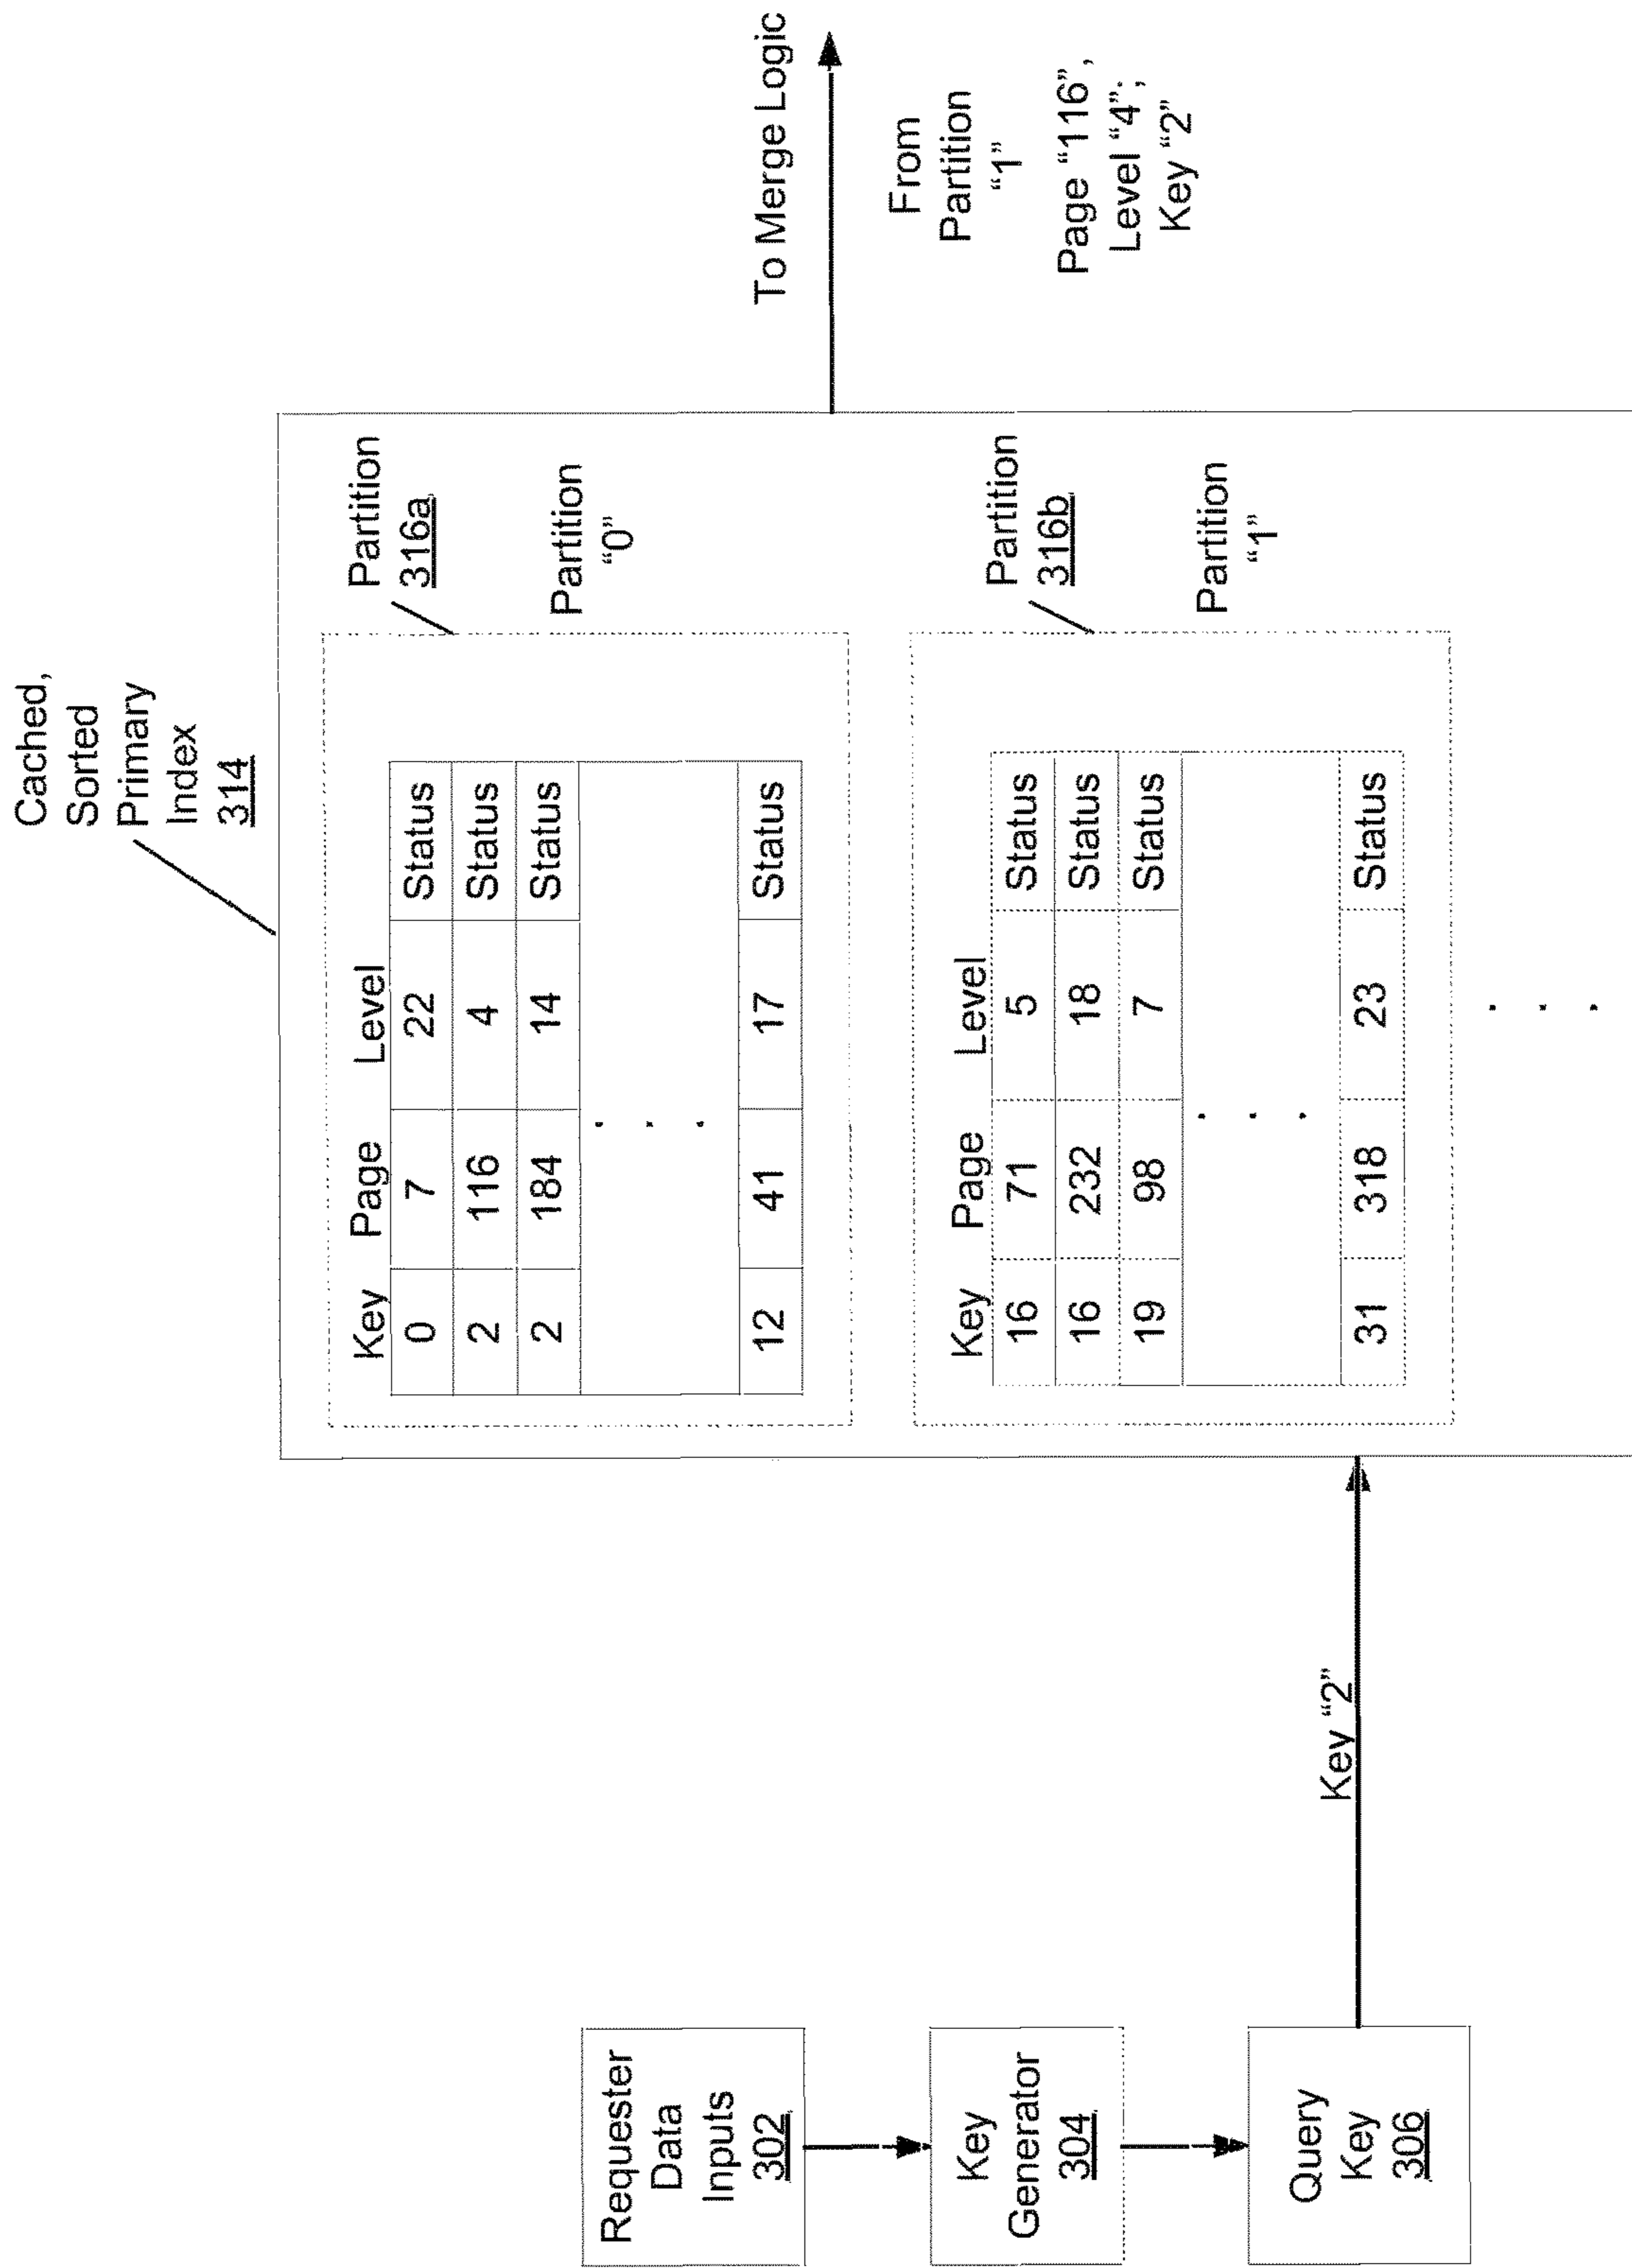 Cached,
Sorted
Primary
Index
314
Partition
316a
Partition
“0”
Key Page Level
0 7 22 Status
2 116 4 Status
2 184 14 Status
. . .
12 41 17 Status
Partition
316b
Partition
“1”
Key Page Level
16 71 5 Status
16 232 18 Status
19 98 7 Status
. . .
31 318 23 Status
. . .
Requester
Data
Inputs
302
Key
Generator
304
Query
Key
306
Key “2”
To Merge Logic
From
Partition
“1”
Page “116”,
Level “4”;
Key “2”